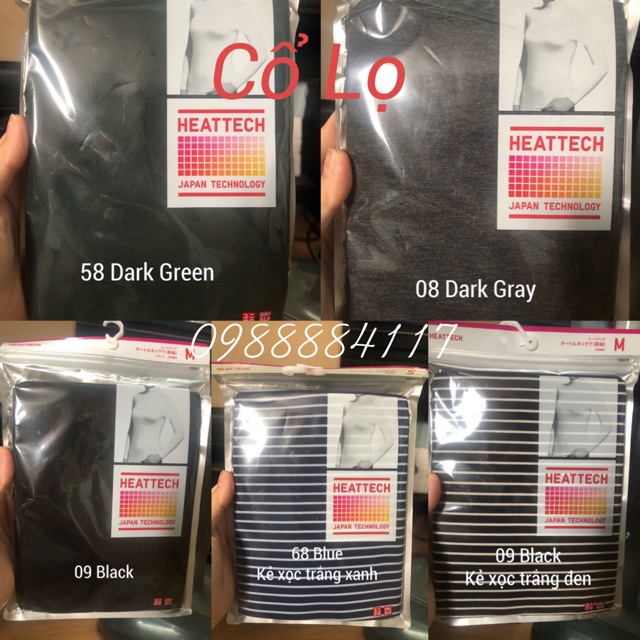 Cổ Lọ
HEATTECH
JAPAN TECHNOLOGY
58 Dark Green
HEATTECH
JAPAN TECHNOLOGY
08 Dark Gray
0988884117
HEATTECH
M
HEATTECH
JAPAN TECHNOLOGY
09 Black
HEATTECH
S
HEATTECH
JAPAN TECHNOLOGY
68 Blue
Kẻ xọc trắng xanh
HEATTECH
M
HEATTECH
JAPAN TECHNOLOGY
09 Black
Kẻ xọc trắng đen